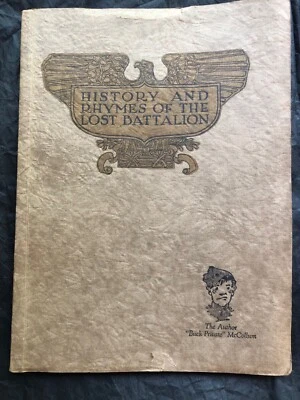 HISTORY AND
RHYMES OF THE
LOST BATTALION
The Author
"Buck Private" McCollum